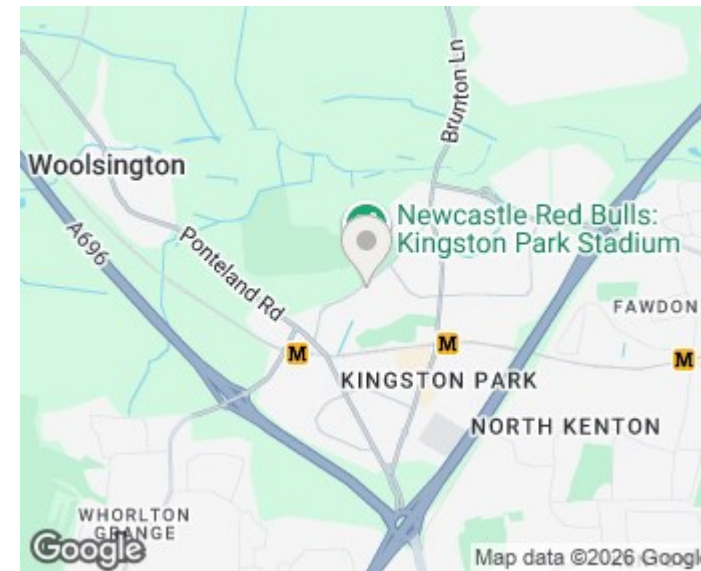 Brunton Ln
Woolsington
Newcastle Red Bulls:
Kingston Park Stadium
A696
Ponteland Rd
FAWDON
M
M
M
KINGSTON PARK
NORTH KENTON
WHORLTON
GRANGE
Google
Map data ©2026 Google